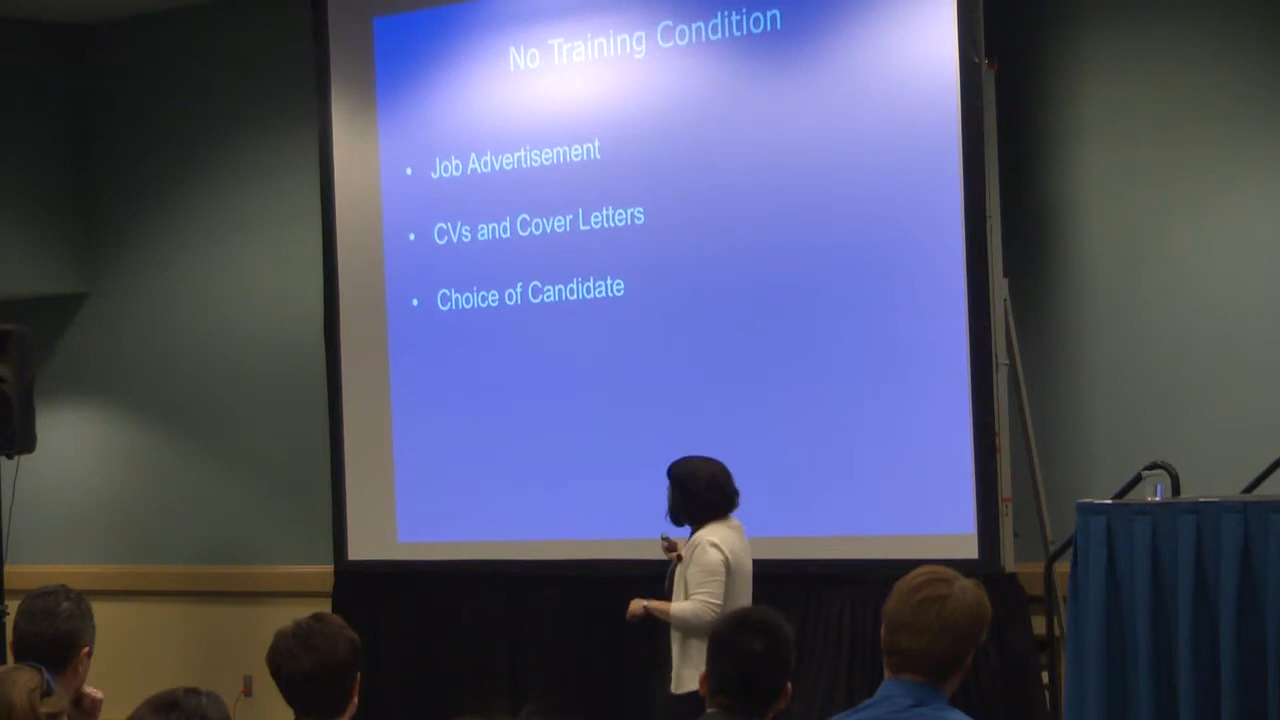 No Training Condition
• Job Advertisement
• CVs and Cover Letters
• Choice of Candidate